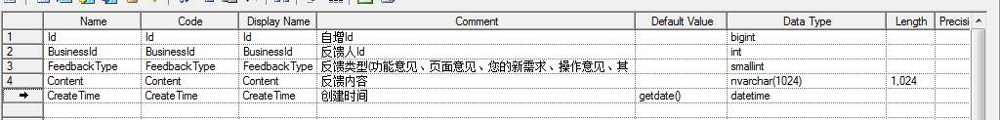 Name Code Display Name Comment Default Value Data Type Length Precisi
1 Id Id Id 自增Id bigint
2 BusinessId BusinessId BusinessId 反馈人Id int
3 FeedbackType FeedbackType FeedbackType 反馈类型(功能意见、页面意见、您的新需求、操作意见、其 smallint
4 Content Content Content 反馈内容 nvarchar(1024) 1,024
CreateTime CreateTime CreateTime 创建时间 getdate() datetime